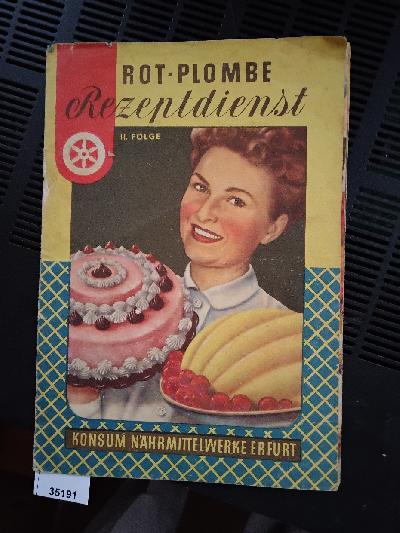 ROT-PLOMBE
Rezeptdienst
II. FOLGE
KONSUM NÄHRMITTELWERKE ERFURT
35191